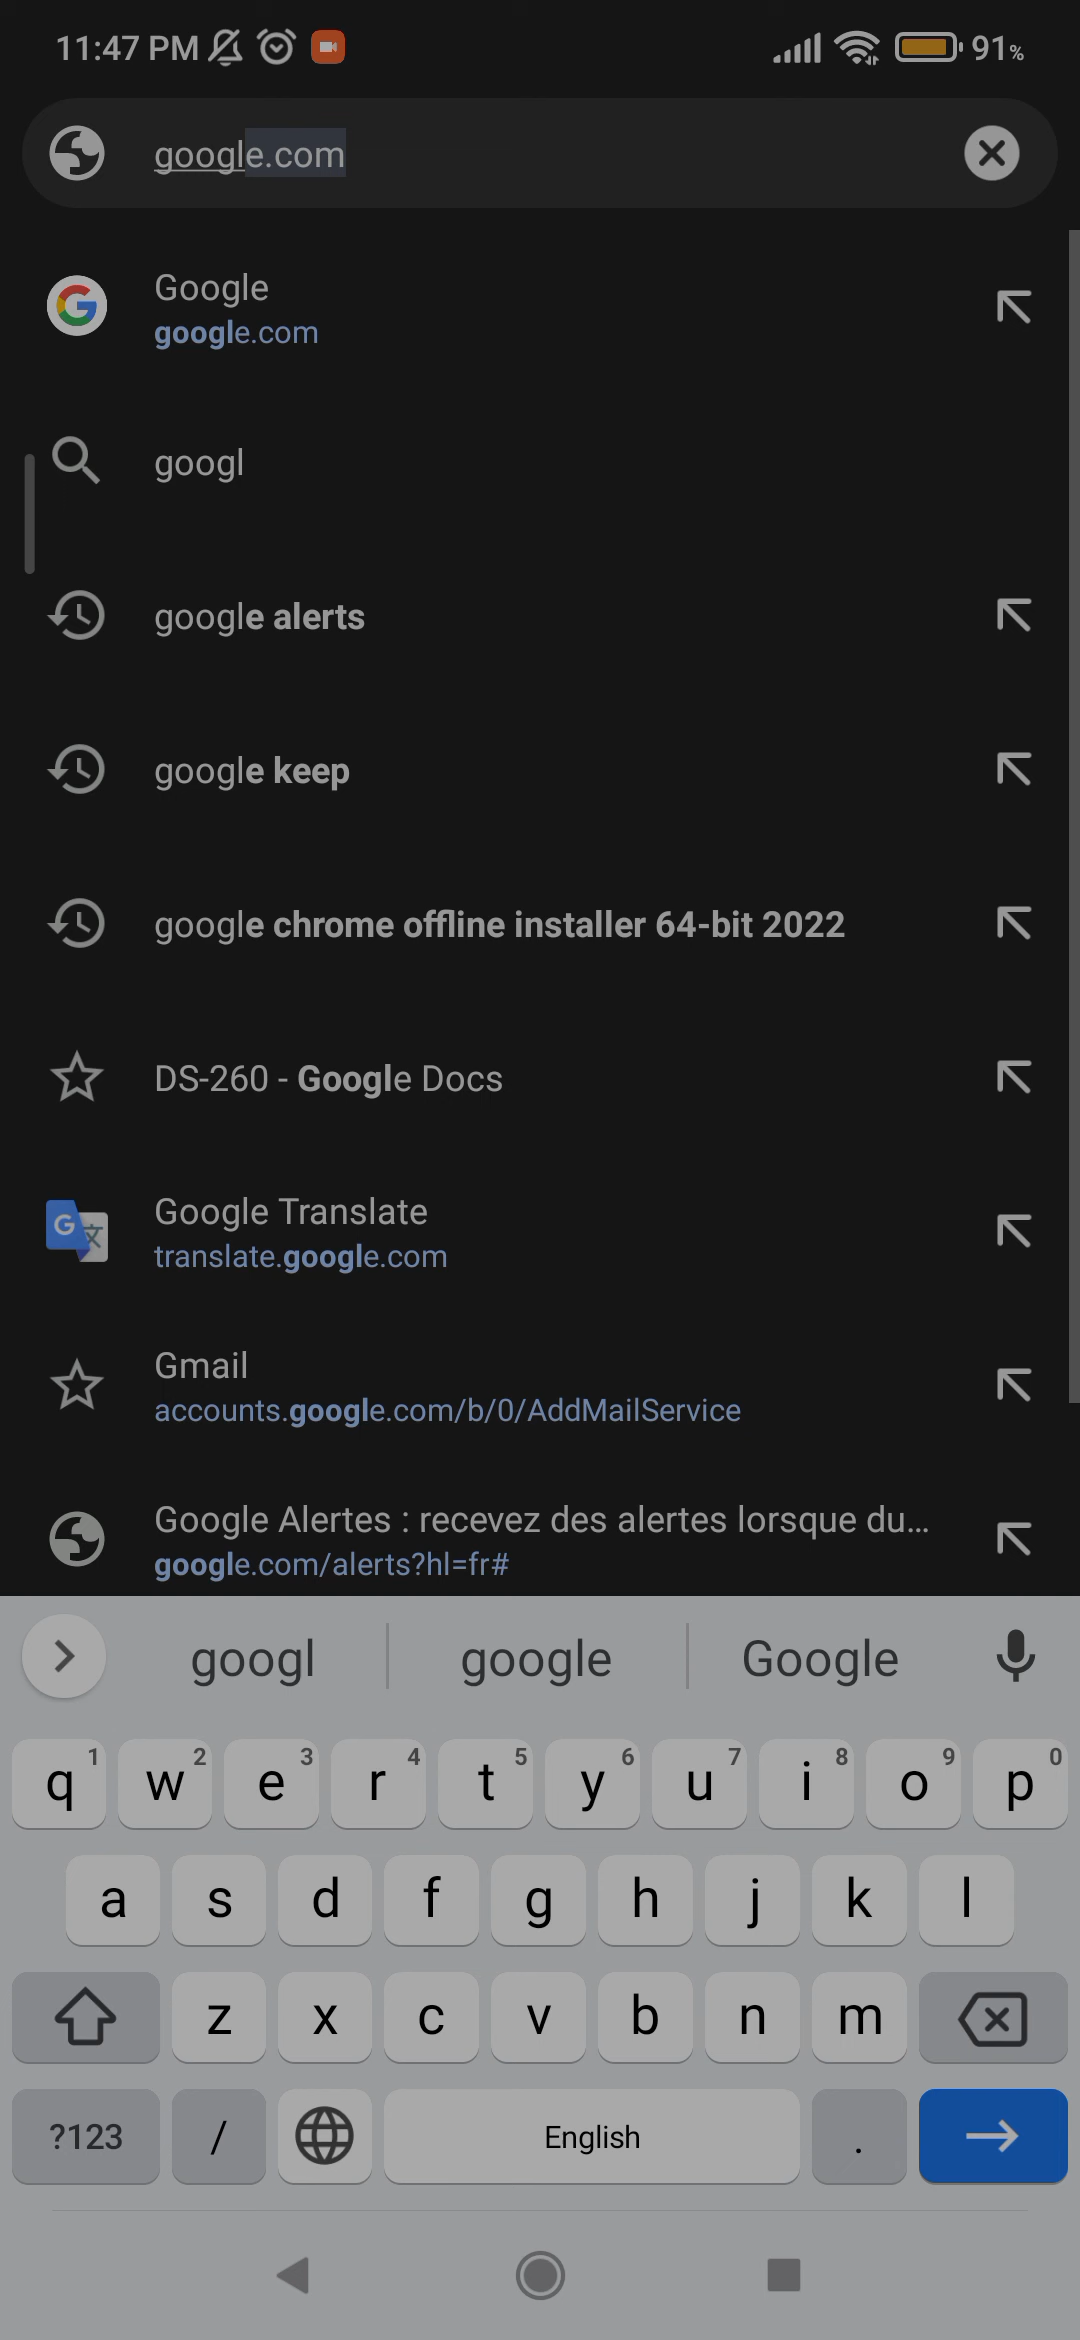 11:47 PM 91%
google.com
Google
google.com
googl
google alerts
google keep
google chrome offline installer 64-bit 2022
DS-260 - Google Docs
Google Translate
translate.google.com
Gmail
accounts.google.com/b/0/AddMailService
Google Alertes : recevez des alertes lorsque du...
google.com/alerts?hl=fr#
googl google Google
q 1 w 2 e 3 r 4 t 5 y 6 u 7 i 8 o 9 p 0
a s d f g h j k l
z x c v b n m
?123 / English .